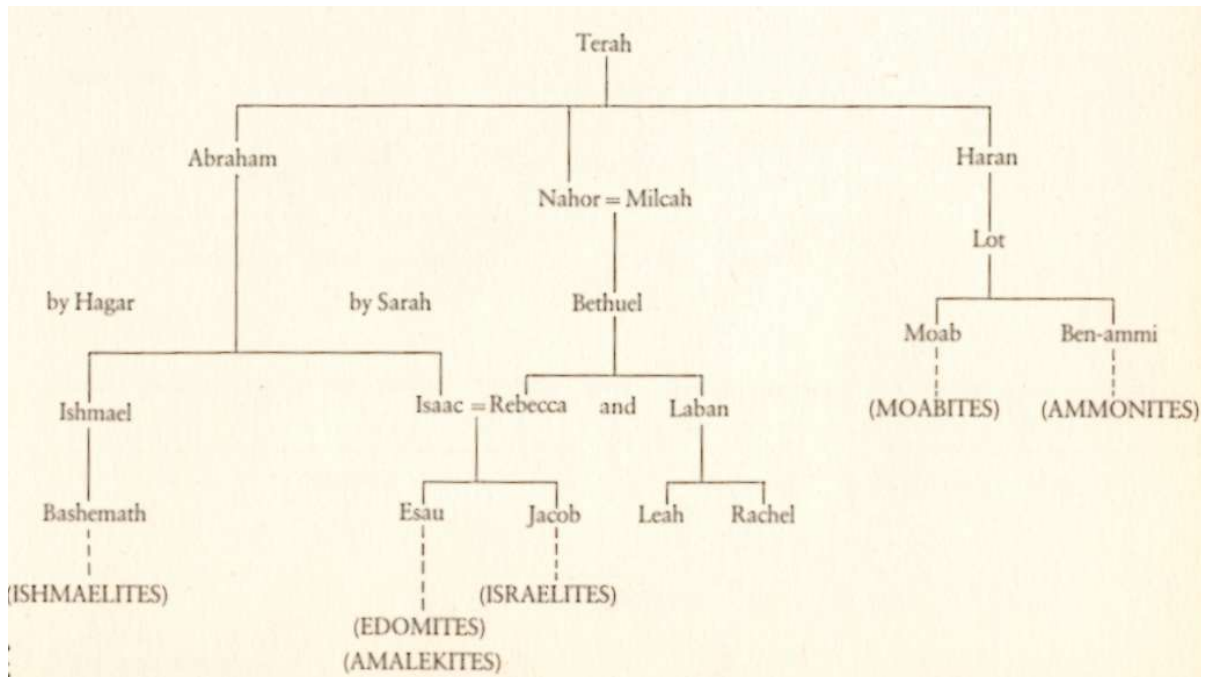 Terah
Abraham
Haran
Nahor = Milcah
Lot
by Hagar
by Sarah
Bethuel
Moab
Ben-ammi
Ishmael
Isaac = Rebecca and Laban
(MOABITES)
(AMMONITES)
Bashemath
Esau
Jacob
Leah
Rachel
(ISHMAELITES)
(ISRAELITES)
(EDOMITES)
(AMALEKITES)